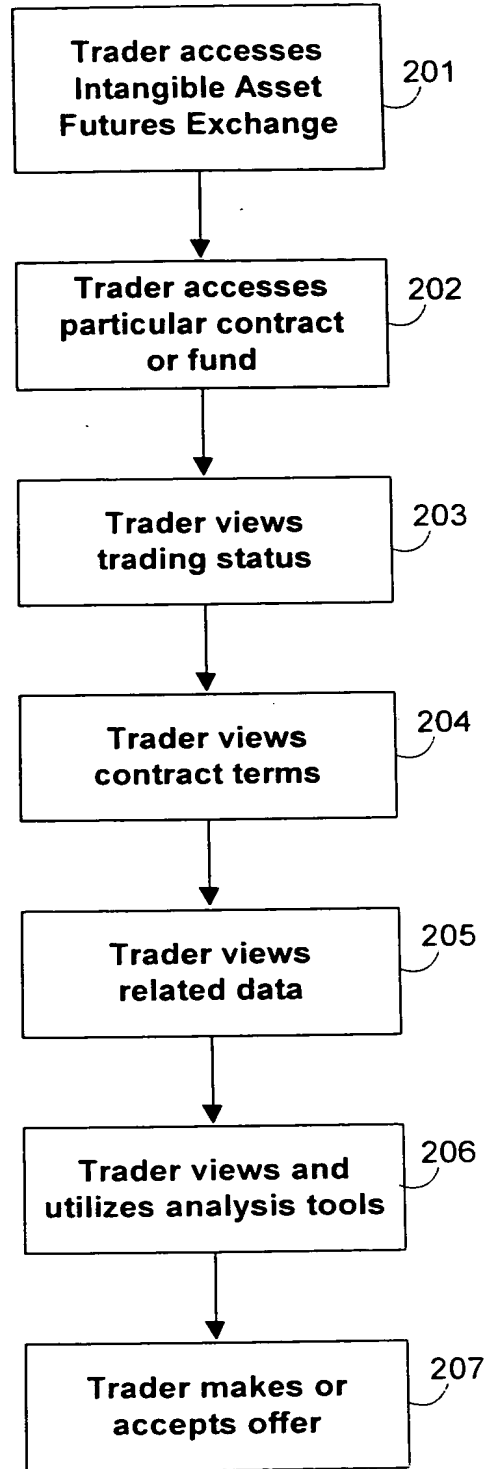 Trader accesses
Intangible Asset
Futures Exchange
201
Trader accesses
particular contract
or fund
202
Trader views
trading status
203
Trader views
contract terms
204
Trader views
related data
205
Trader views and
utilizes analysis tools
206
Trader makes or
accepts offer
207